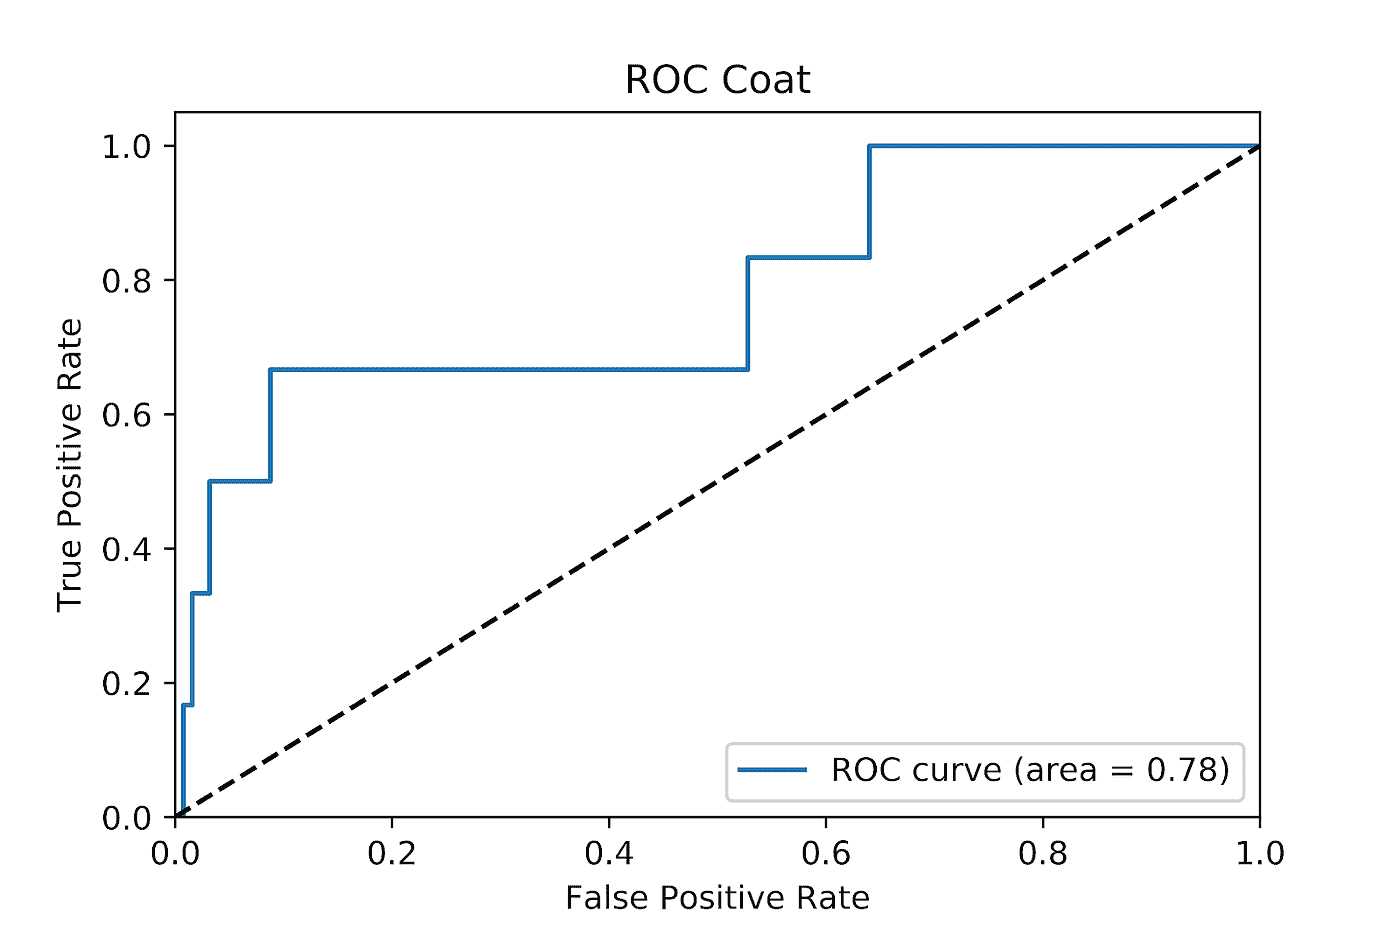 ROC Coat
1.0
0.8
0.6
0.4
0.2
0.0
True Positive Rate
ROC curve (area = 0.78)
0.0 0.2 0.4 0.6 0.8 1.0
False Positive Rate